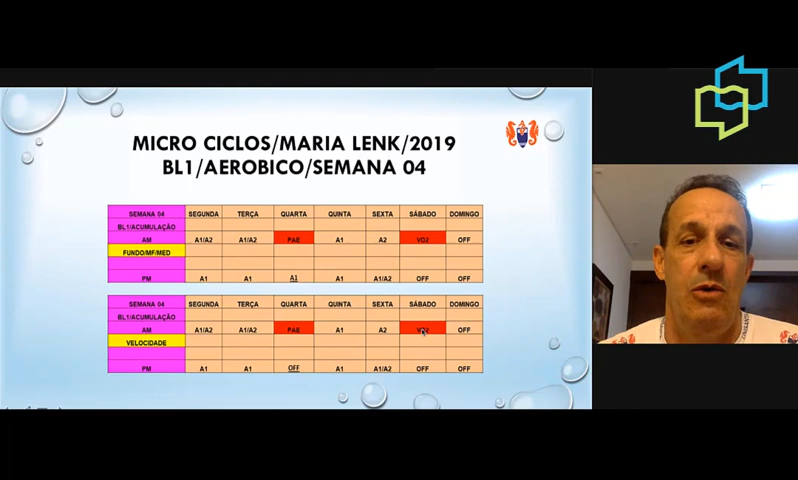 MICRO CICLOS/MARIA LENK/2019
BL1/AEROBICO/SEMANA 04
SEMANA 04 SEGUNDA TERÇA QUARTA QUINTA SEXTA SÁBADO DOMINGO
BL1/ACUMULAÇÃO
AM A1/A2 A1/A2 PAE A1 A2 VO2 OFF
FUNDO/MF/MED
PM A1 A1 A1 A1 A1/A2 OFF OFF
SEMANA 04 SEGUNDA TERÇA QUARTA QUINTA SEXTA SÁBADO DOMINGO
BL1/ACUMULAÇÃO
AM A1/A2 A1/A2 PAE A1 A2 VO2 OFF
VELOCIDADE
PM A1 A1 OFF A1 A1/A2 OFF OFF